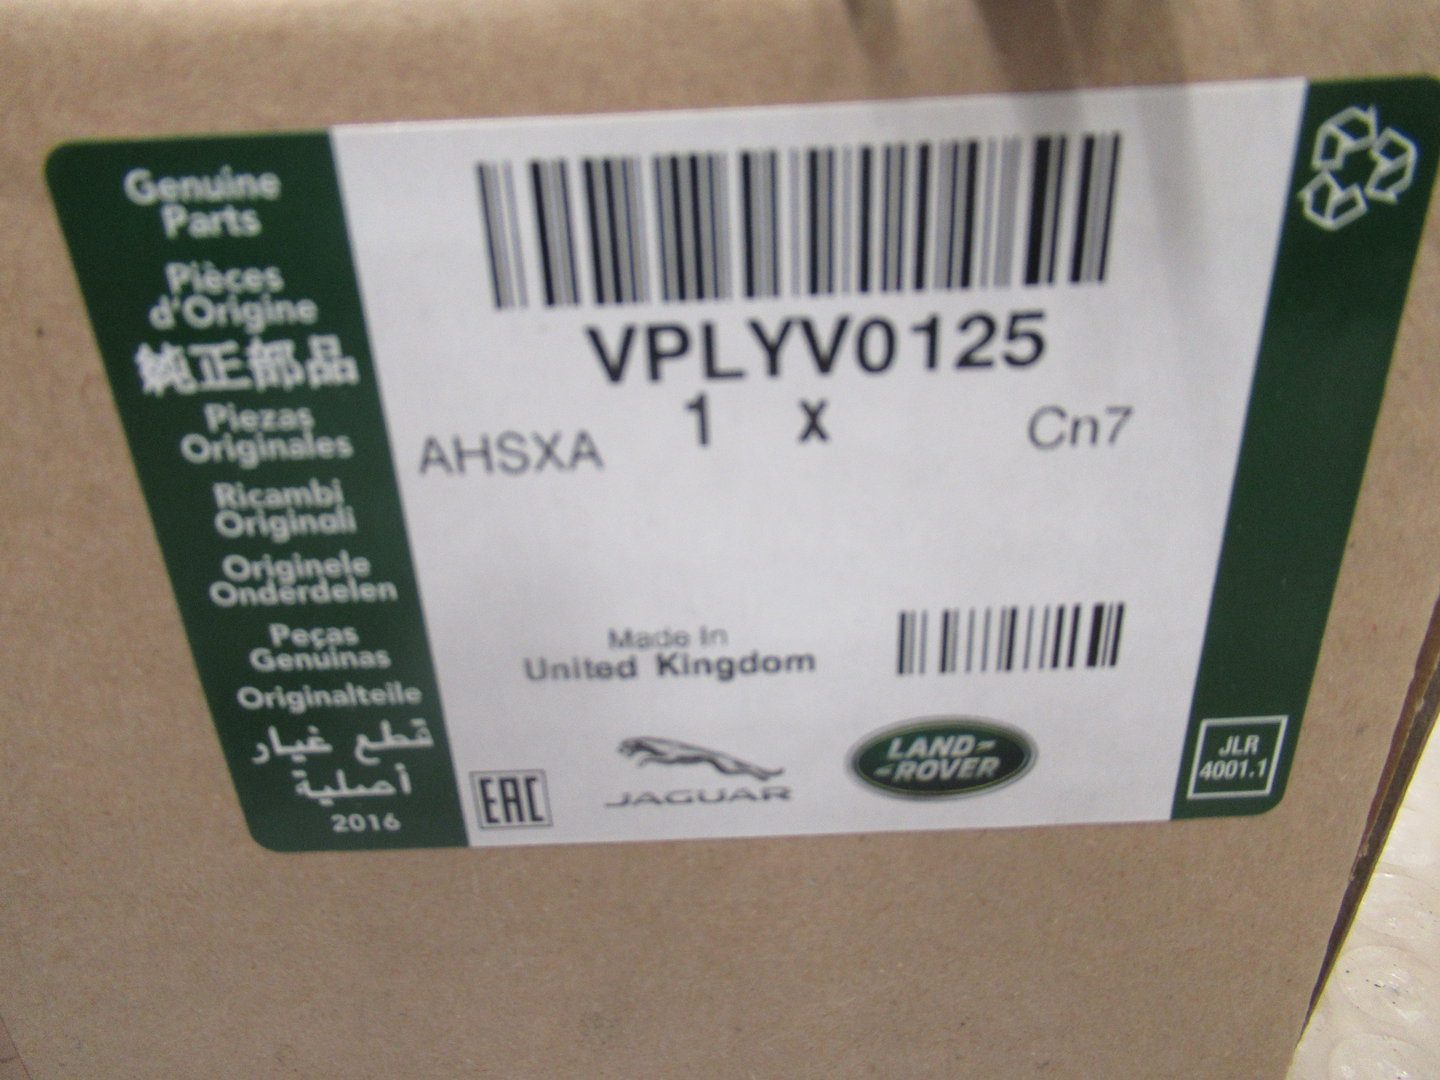 Genuine
Parts
Pièces
d'Origine
純正部品
Piezas
Originales
Ricambi
Originali
Originele
Onderdelen
Peças
Genuinas
Originalteile
قطع غيار
أصلية
2016
VPLYV0125
1 x
AHSXA
Cn7
Made In
United Kingdom
EAC
JAGUAR
LAND-
-ROVER
JLR
4001.1